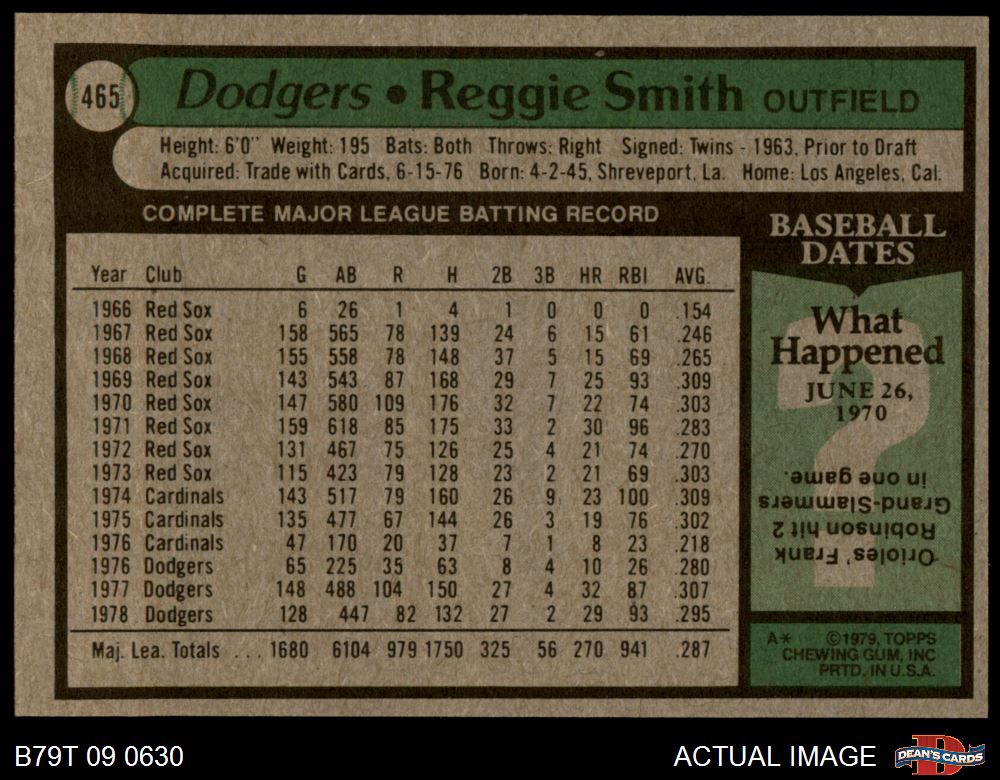 465
Dodgers • Reggie Smith OUTFIELD
Height: 6'0" Weight: 195 Bats: Both Throws: Right Signed: Twins - 1963, Prior to Draft
Acquired: Trade with Cards, 6-15-76 Born: 4-2-45, Shreveport, La. Home: Los Angeles, Cal.
COMPLETE MAJOR LEAGUE BATTING RECORD
Year Club G AB R H 2B 3B HR RBI AVG.
1966 Red Sox 6 26 1 4 1 0 0 0 .154
1967 Red Sox 158 565 78 139 24 6 15 61 .246
1968 Red Sox 155 558 78 148 37 5 15 69 .265
1969 Red Sox 143 543 87 168 29 7 25 93 .309
1970 Red Sox 147 580 109 176 32 7 22 74 .303
1971 Red Sox 159 618 85 175 33 2 30 96 .283
1972 Red Sox 131 467 75 126 25 4 21 74 .270
1973 Red Sox 115 423 79 128 23 2 21 69 .303
1974 Cardinals 143 517 79 160 26 9 23 100 .309
1975 Cardinals 135 477 67 144 26 3 19 76 .302
1976 Cardinals 47 170 20 37 7 1 8 23 .218
1976 Dodgers 65 225 35 63 8 4 10 26 .280
1977 Dodgers 148 488 104 150 27 4 32 87 .307
1978 Dodgers 128 447 82 132 27 2 29 93 .295
Maj. Lea. Totals . . . 1680 6104 979 1750 325 56 270 941 .287
BASEBALL
DATES
?
What
Happened
JUNE 26,
1970
Orioles' Frank
Robinson hit 2
Grand-Slammers
in one game.
A* ©1979, TOPPS
CHEWING GUM, INC
PRTD. IN U.S.A.
B79T 09 0630
ACTUAL IMAGE
D
DEAN'S CARDS